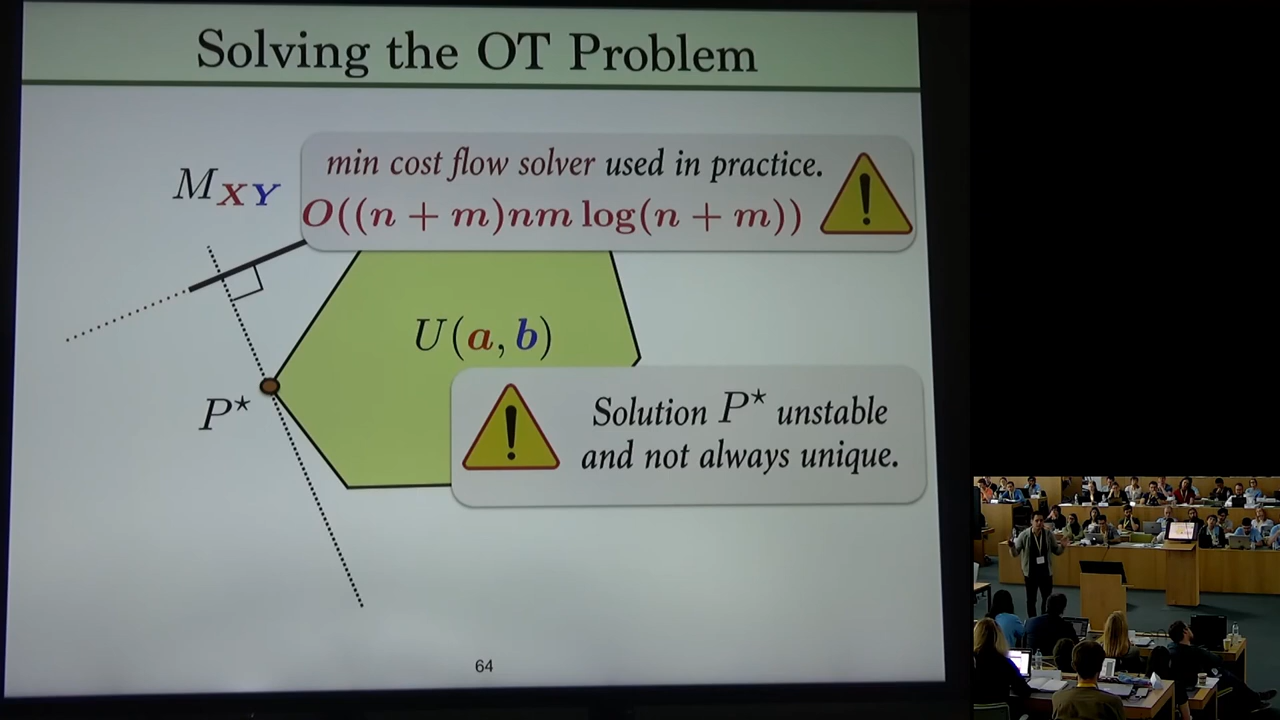 Solving the OT Problem
min cost flow solver used in practice.
M_XY
O((n + m)nm log(n + m))
!
U(a, b)
P⋆
Solution P⋆ unstable
and not always unique.
!
64